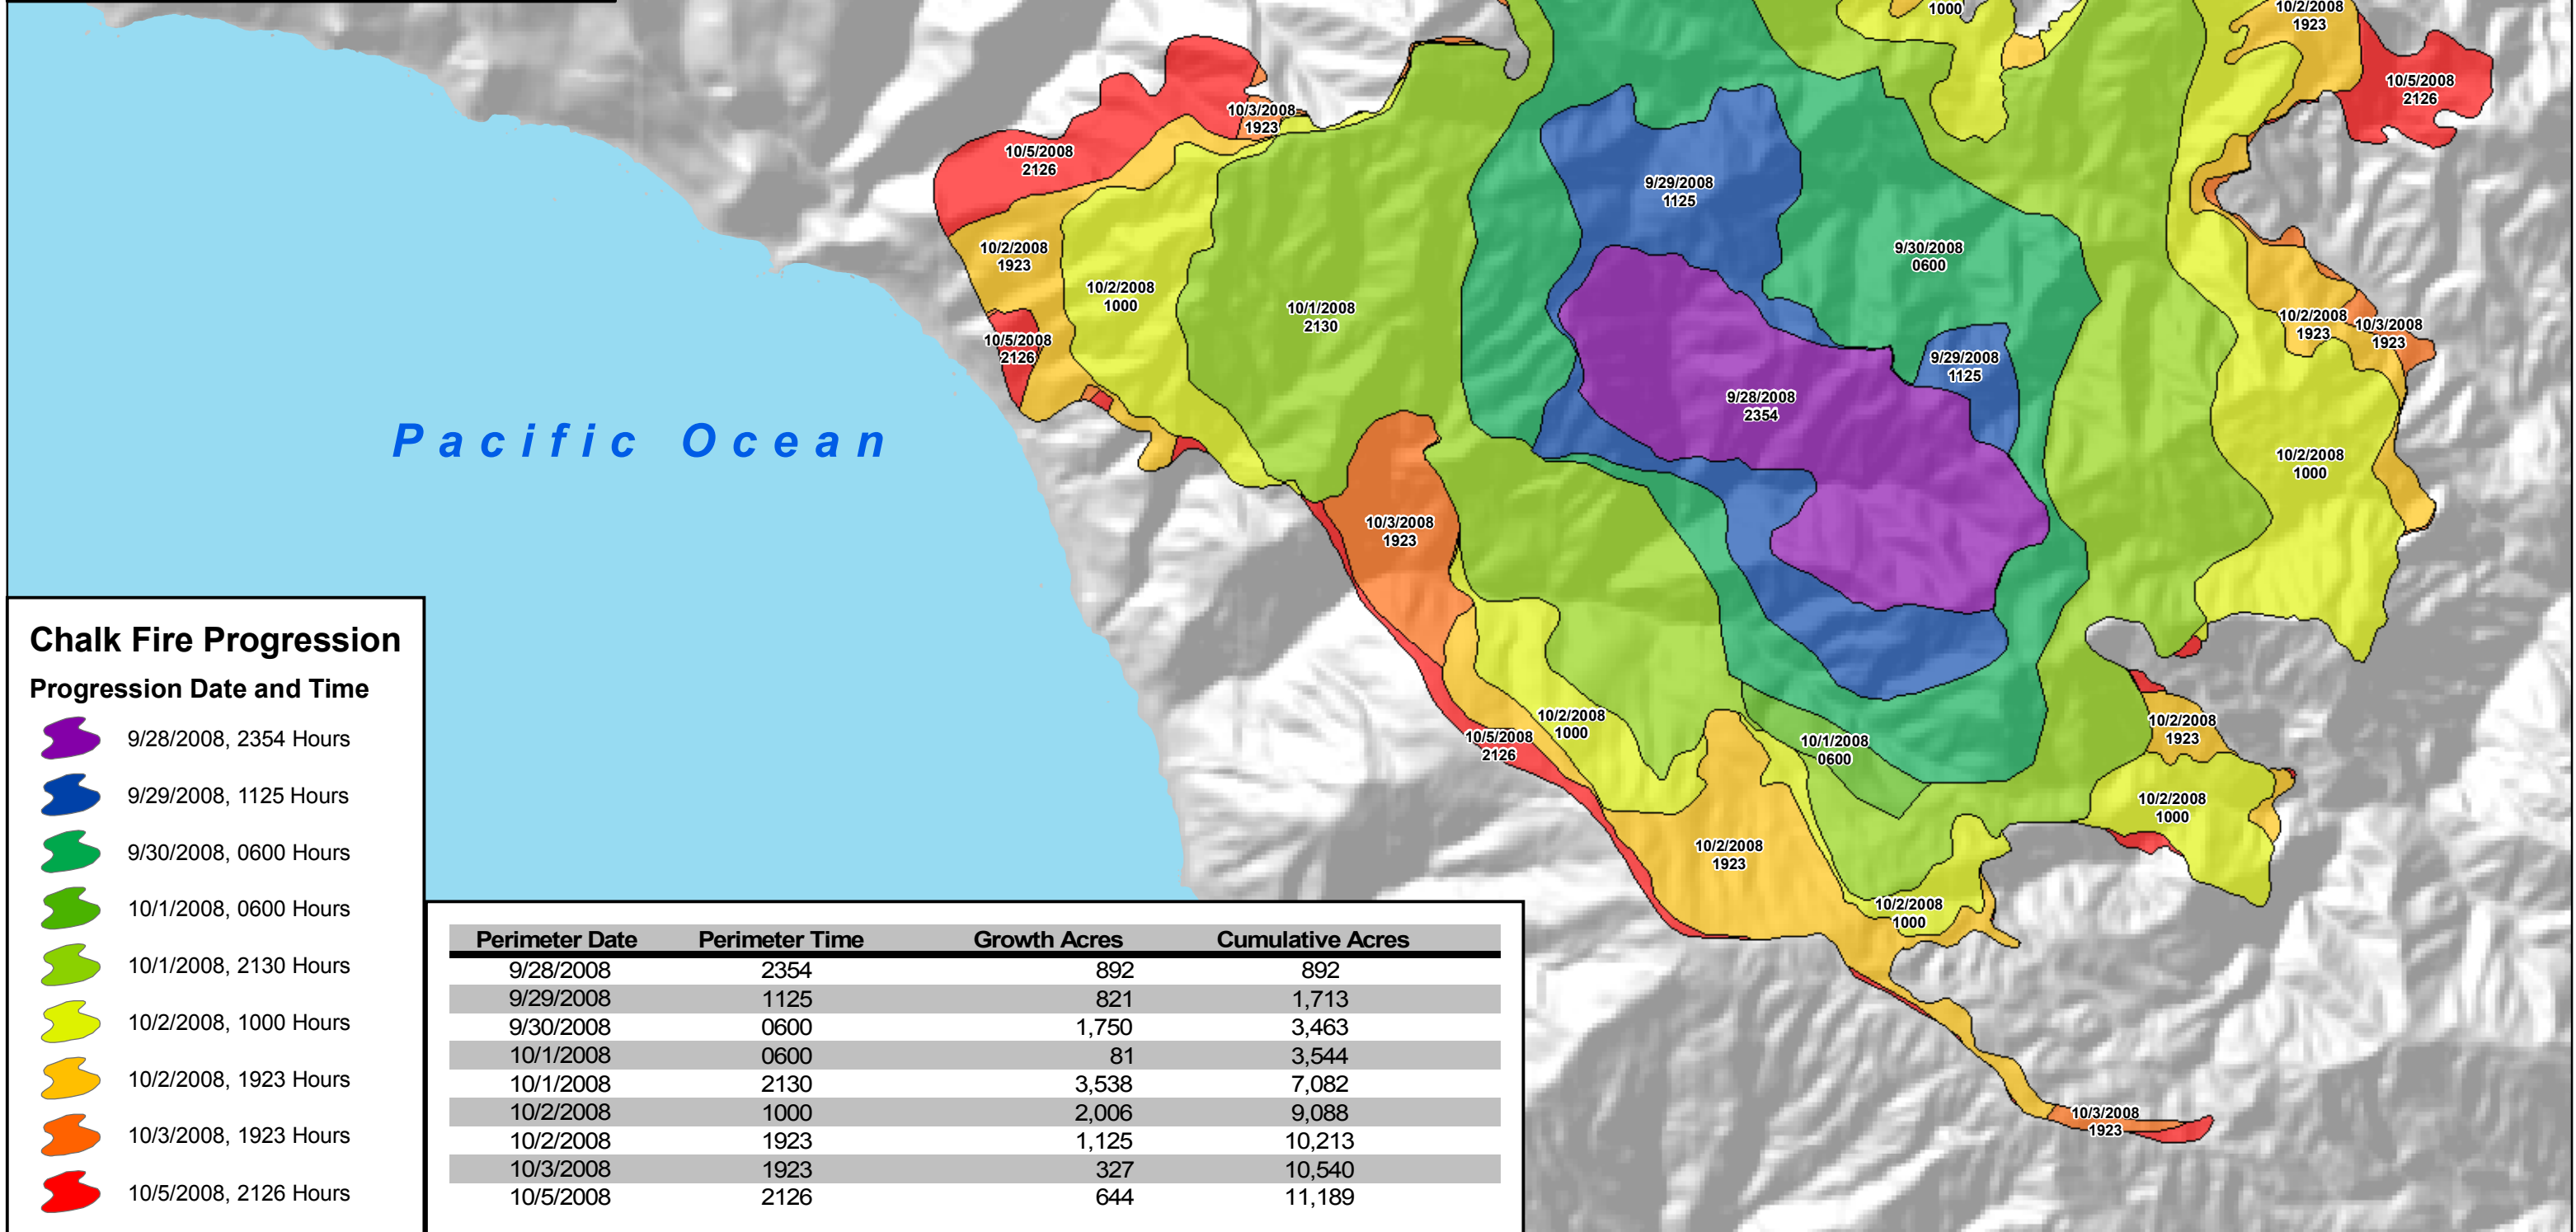 1000
10/2/2008
1923
10/5/2008
2126
10/3/2008
1923
10/5/2008
2126
9/29/2008
1125
10/2/2008
1923
9/30/2008
0600
10/2/2008
1000
10/1/2008
2130
10/2/2008
1923
10/3/2008
1923
10/5/2008
2126
9/29/2008
1125
9/28/2008
2354
Pacific Ocean
10/2/2008
1000
10/3/2008
1923
10/2/2008
1000
10/5/2008
2126
10/1/2008
0600
10/2/2008
1923
10/2/2008
1000
10/2/2008
1923
10/2/2008
1000
10/3/2008
1923
Chalk Fire Progression
Progression Date and Time
9/28/2008, 2354 Hours
9/29/2008, 1125 Hours
9/30/2008, 0600 Hours
10/1/2008, 0600 Hours
10/1/2008, 2130 Hours
10/2/2008, 1000 Hours
10/2/2008, 1923 Hours
10/3/2008, 1923 Hours
10/5/2008, 2126 Hours
Perimeter Date Perimeter Time Growth Acres Cumulative Acres
9/28/2008 2354 892 892
9/29/2008 1125 821 1,713
9/30/2008 0600 1,750 3,463
10/1/2008 0600 81 3,544
10/1/2008 2130 3,538 7,082
10/2/2008 1000 2,006 9,088
10/2/2008 1923 1,125 10,213
10/3/2008 1923 327 10,540
10/5/2008 2126 644 11,189